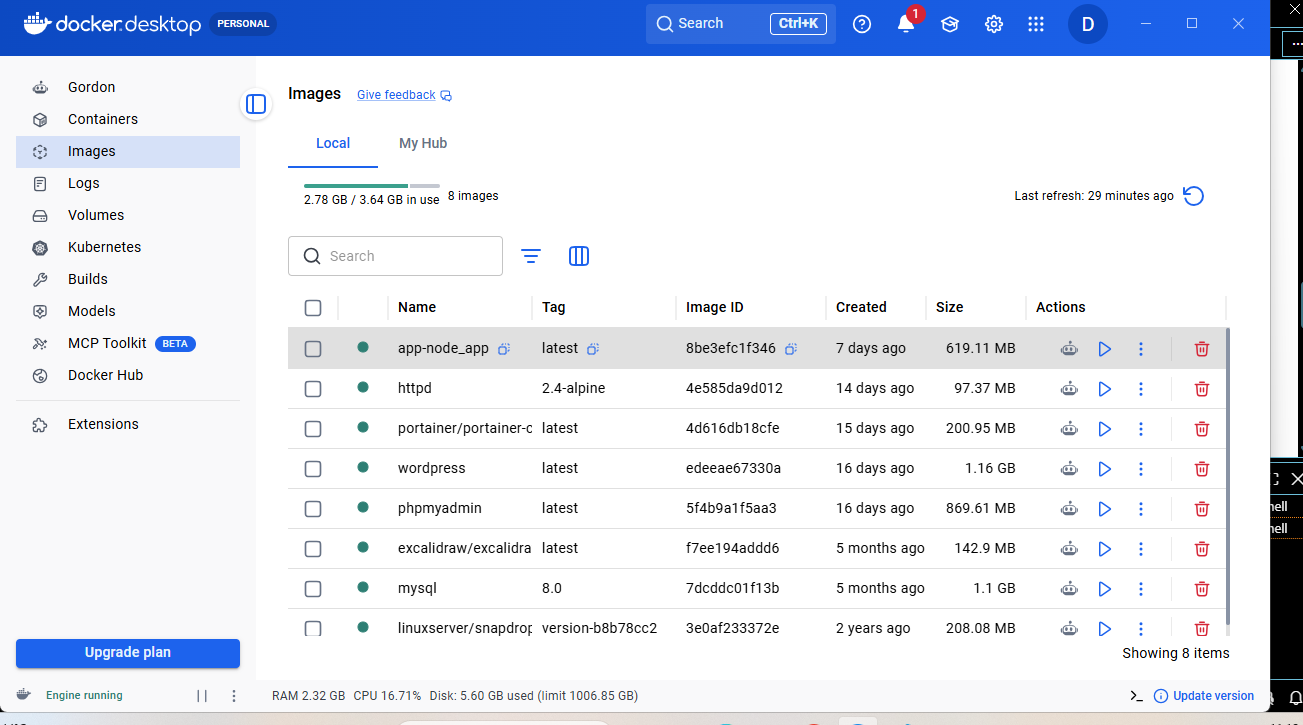 docker.desktop PERSONAL Search Ctrl+K 1 D
Gordon
Containers
Images
Logs
Volumes
Kubernetes
Builds
Models
MCP Toolkit BETA
Docker Hub
Extensions
Upgrade plan
Images Give feedback
Local My Hub
2.78 GB / 3.64 GB in use 8 images Last refresh: 29 minutes ago
Search
Name Tag Image ID Created Size Actions
app-node_app latest 8be3efc1f346 7 days ago 619.11 MB
httpd 2.4-alpine 4e585da9d012 14 days ago 97.37 MB
portainer/portainer-c latest 4d616db18cfe 15 days ago 200.95 MB
wordpress latest edeeae67330a 16 days ago 1.16 GB
phpmyadmin latest 5f4b9a1f5aa3 16 days ago 869.61 MB
excalidraw/excalidra latest f7ee194addd6 5 months ago 142.9 MB
mysql 8.0 7dcddc01f13b 5 months ago 1.1 GB
linuxserver/snapdrop version-b8b78cc2 3e0af233372e 2 years ago 208.08 MB
Showing 8 items
Engine running RAM 2.32 GB CPU 16.71% Disk: 5.60 GB used (limit 1006.85 GB) Update version
hell
hell